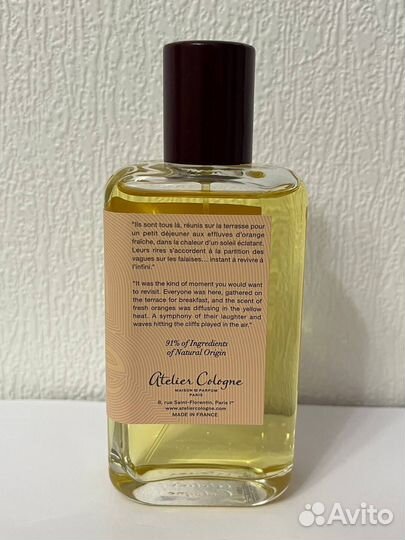 "Ils sont tous là, réunis sur la terrasse pour
un petit déjeuner aux effluves d'orange
fraîche, dans la chaleur d'un soleil éclatant.
Leurs rires s'accordent à la partition des
vagues sur les falaises... instant à revivre à
l'infini."
"It was the kind of moment you would want
to revisit. Everyone was here, gathered on
the terrace for breakfast, and the scent of
fresh oranges was diffusing in the yellow
heat. A symphony of their laughter and
waves hitting the cliffs played in the air."
91% of Ingredients
of Natural Origin
Atelier Cologne
MAISON DE PARFUM
PARIS
8, rue Saint-Florentin, Paris Iᵉʳ
www.ateliercologne.com
MADE IN FRANCE
Avito